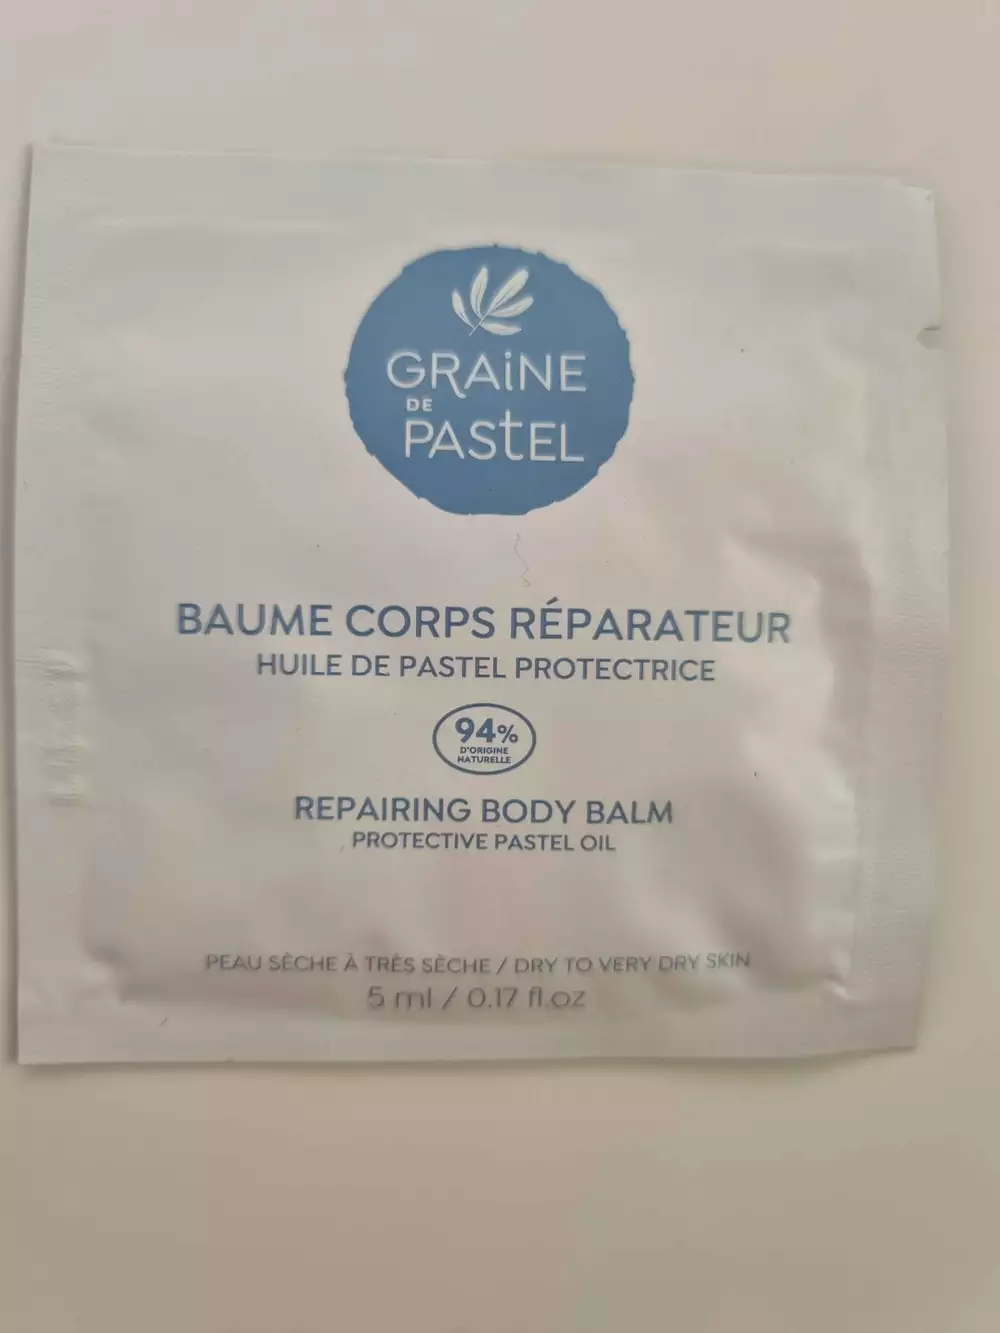 GRAiNE
DE
PAStEL
BAUME CORPS RÉPARATEUR
HUILE DE PASTEL PROTECTRICE
94%
D'ORIGINE
NATURELLE
REPAIRING BODY BALM
PROTECTIVE PASTEL OIL
PEAU SÈCHE À TRÈS SÈCHE / DRY TO VERY DRY SKIN
5 ml / 0.17 fl.oz